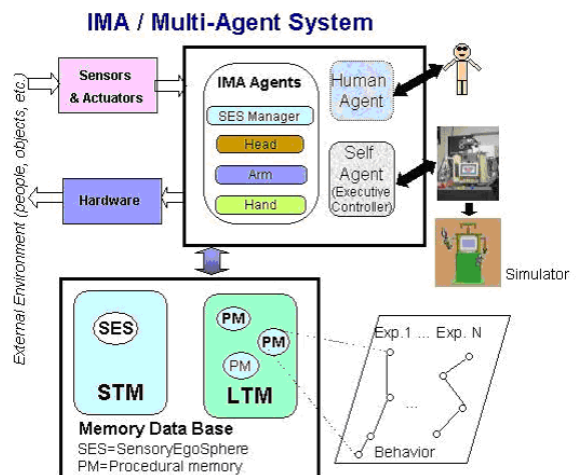 IMA / Multi-Agent System
External Environment (people, objects, etc.)
Sensors
& Actuators
Hardware
IMA Agents
SES Manager
Head
Arm
Hand
Human
Agent
Self
Agent
(Executive
Controller)
Simulator
SES
STM
PM
PM
PM
LTM
Memory Data Base
SES=SensoryEgoSphere
PM=Procedural memory
Exp.1 ... Exp. N
...
Behavior